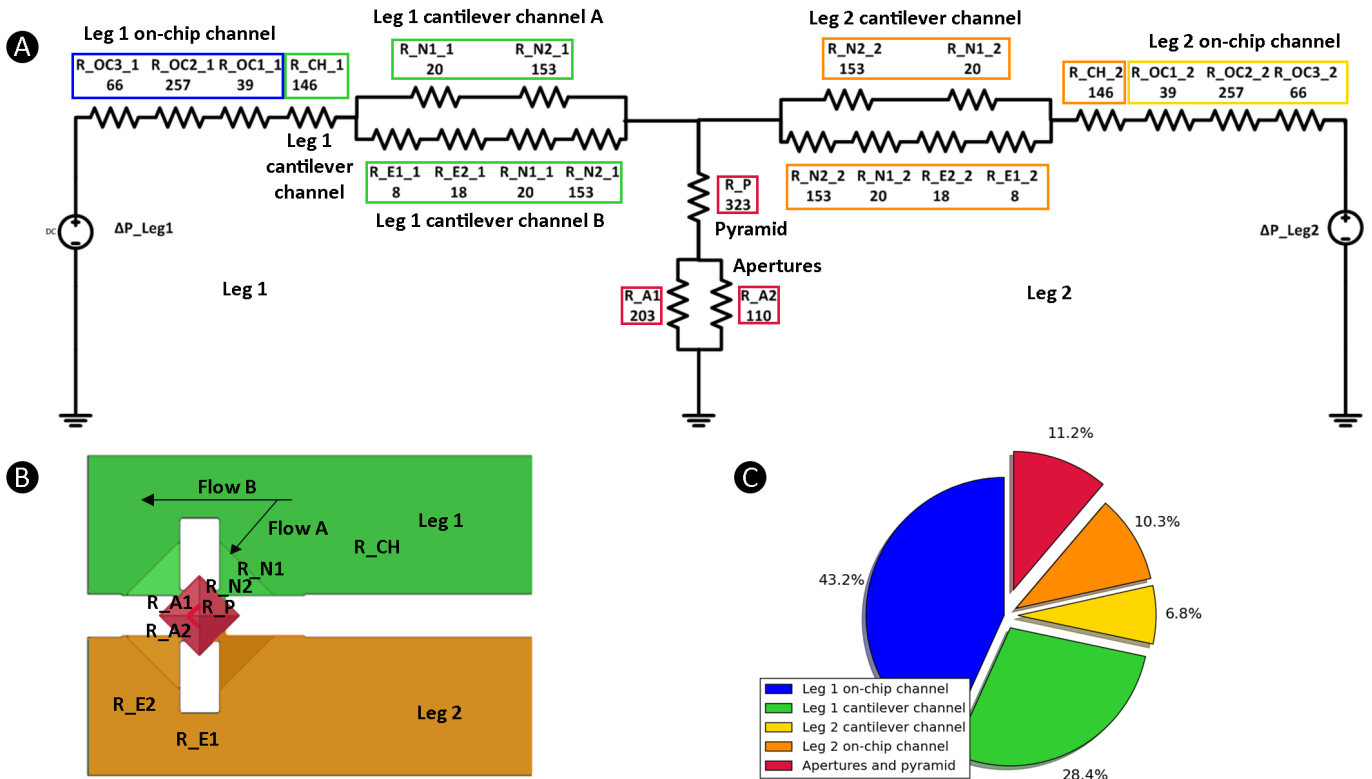 A
Leg 1 on-chip channel
R_OC3_1 R_OC2_1 R_OC1_1 R_CH_1
66 257 39 146
Leg 1 cantilever channel A
R_N1_1 R_N2_1
20 153
Leg 1
cantilever
channel
R_E1_1 R_E2_1 R_N1_1 R_N2_1
8 18 20 153
Leg 1 cantilever channel B
Leg 2 cantilever channel
R_N2_2 R_N1_2
153 20
R_N2_2 R_N1_2 R_E2_2 R_E1_2
153 20 18 8
Leg 2 on-chip channel
R_CH_2 R_OC1_2 R_OC2_2 R_OC3_2
146 39 257 66
R_P
323
Pyramid
Apertures
R_A1
203
R_A2
110
DC
+
-
ΔP_Leg1
Leg 1
ΔP_Leg2
+
-
Leg 2
B
Flow B
Flow A
Leg 1
R_CH
R_N1
R_N2
R_A1
R_P
R_A2
R_E2
R_E1
Leg 2
C
11.2%
10.3%
6.8%
28.4%
43.2%
Leg 1 on-chip channel
Leg 1 cantilever channel
Leg 2 cantilever channel
Leg 2 on-chip channel
Apertures and pyramid